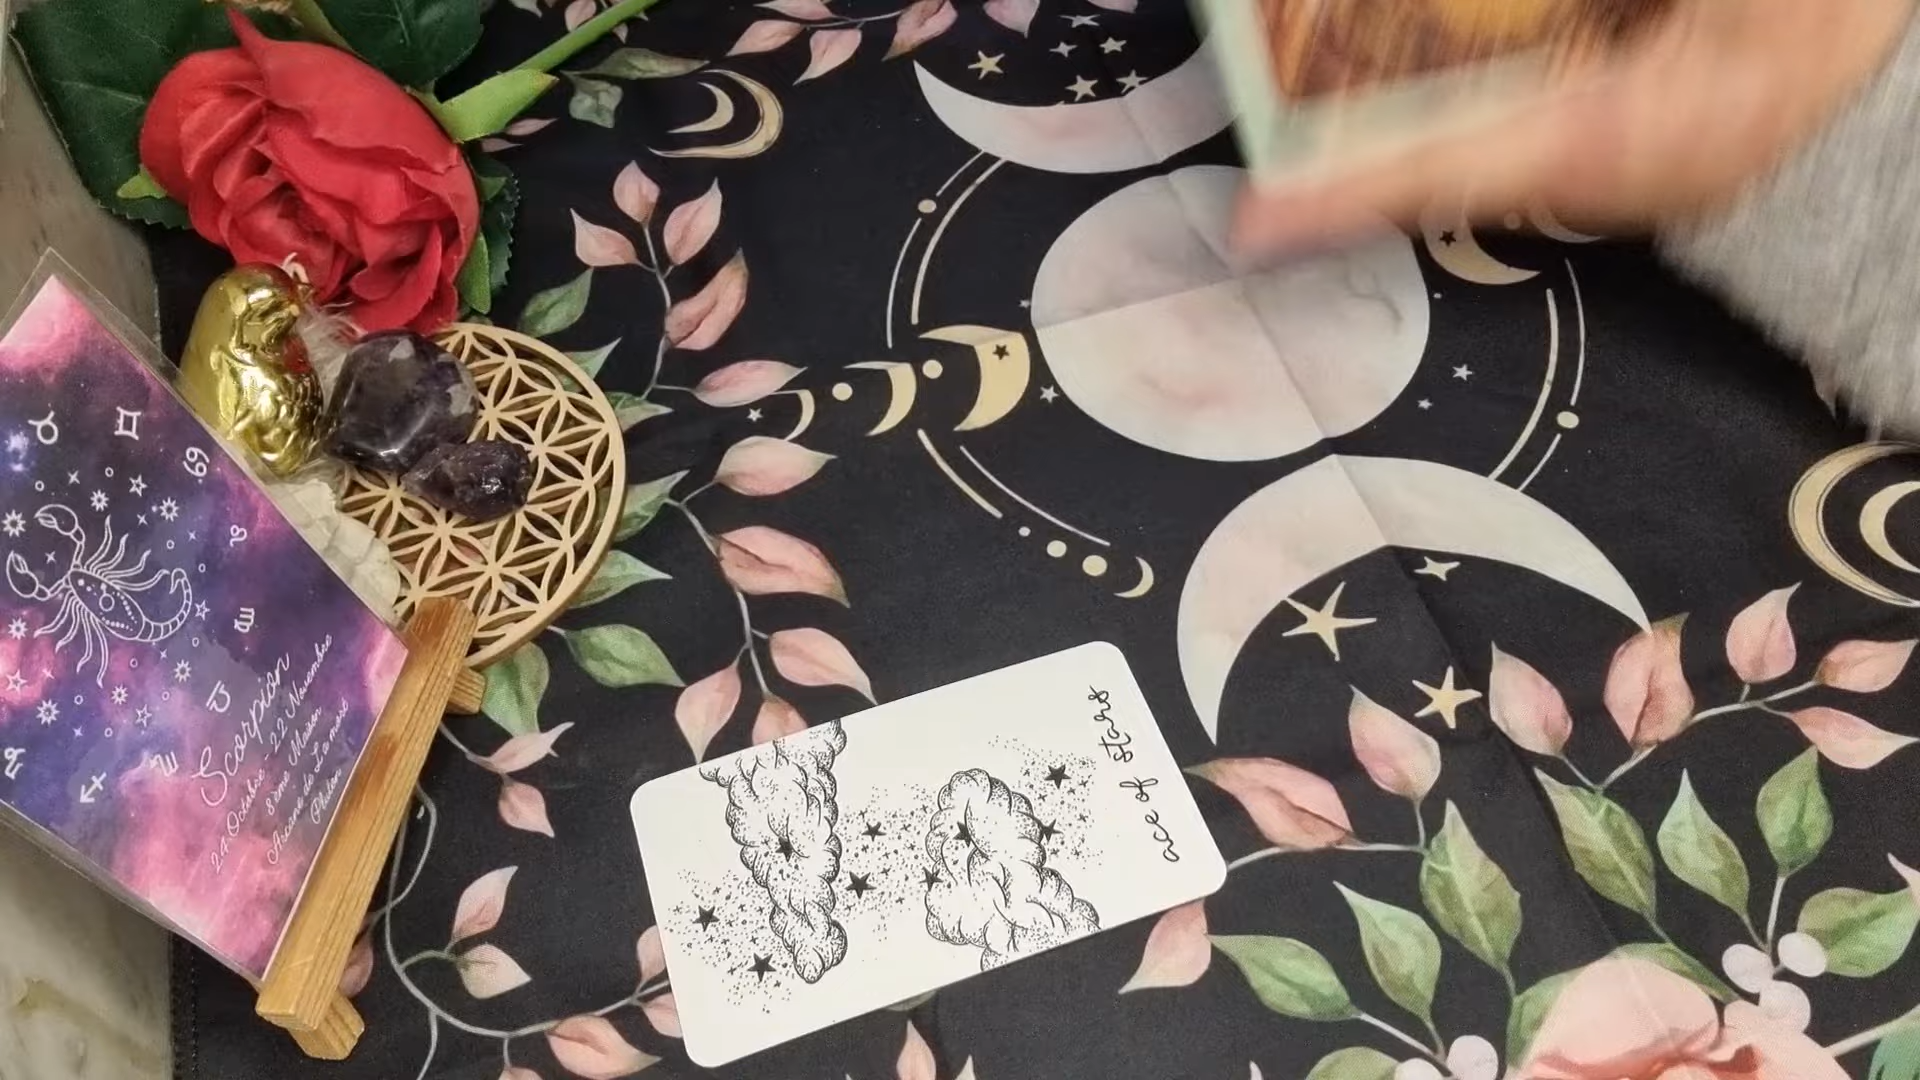 Scorpion
24 Octobre - 22 Novembre
8ème Maison
Arcane de La mort
Pluton
ace of stars